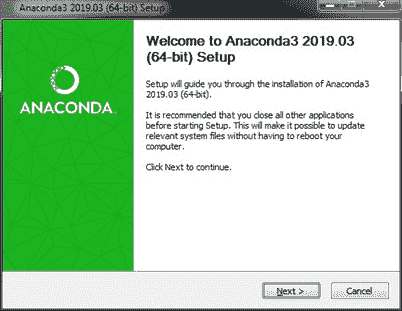 Anaconda3 2019.03 (64-bit) Setup
Welcome to Anaconda3 2019.03
(64-bit) Setup
Setup will guide you through the installation of Anaconda3
2019.03 (64-bit).
It is recommended that you close all other applications
before starting Setup. This will make it possible to update
relevant system files without having to reboot your
computer.
Click Next to continue.
ANACONDA.
Next >
Cancel